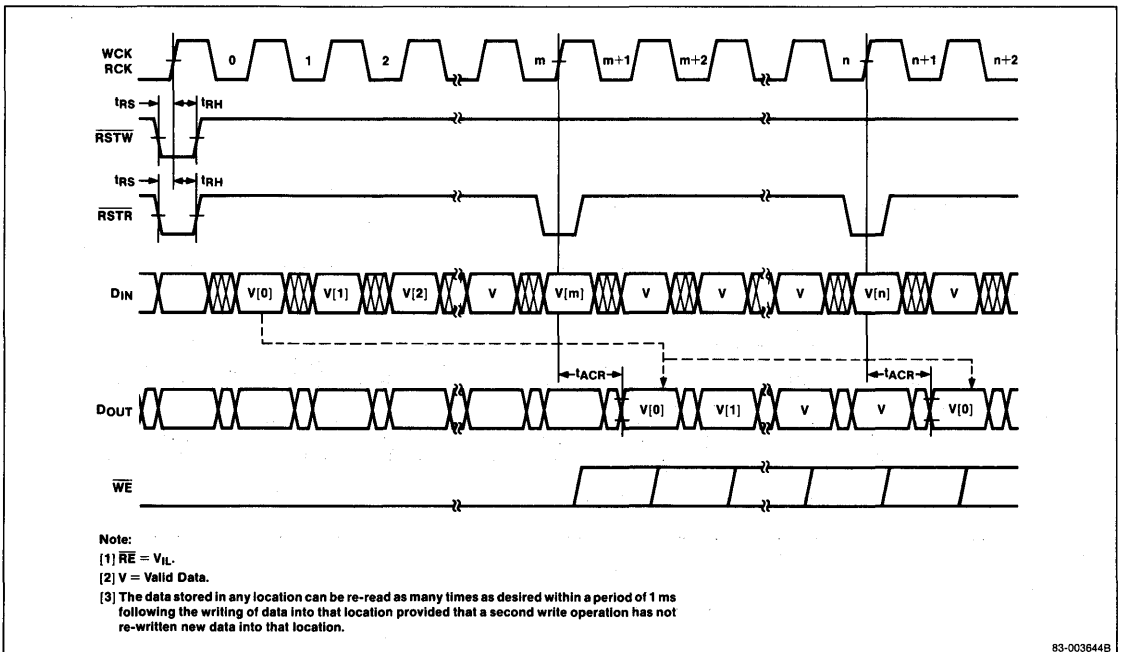 WCK
RCK
0 1 2 m m+1 m+2 n n+1 n+2
tRS tRH
RSTW
tRS tRH
RSTR
DIN
V[0] V[1] V[2] V V[m] V V V V[n] V
tACR tACR
DOUT
V[0] V[1] V V V[0]
WE
Note:
[1] RE = VIL.
[2] V = Valid Data.
[3] The data stored in any location can be re-read as many times as desired within a period of 1 ms
following the writing of data into that location provided that a second write operation has not
re-written new data into that location.
83-003644B